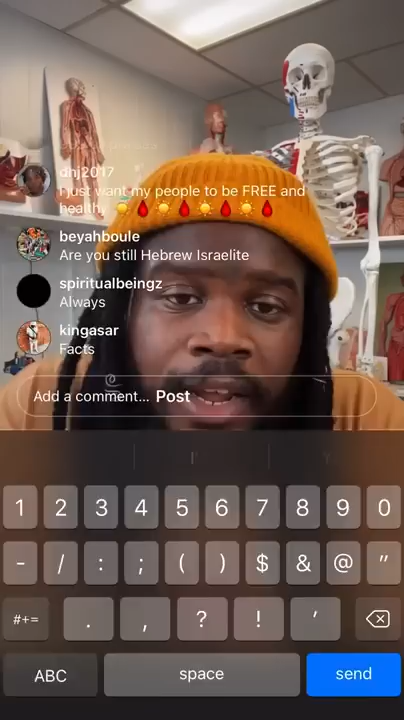 dhj2017
I just want my people to be FREE and
healthy ☀️🩸☀️🩸☀️🩸☀️🩸
beyahboule
Are you still Hebrew Israelite
spiritualbeingz
Always
kingasar
Facts
Add a comment... Post
1 2 3 4 5 6 7 8 9 0
- / : ; ( ) $ & @ "
#+= . , ? ! '
ABC space send